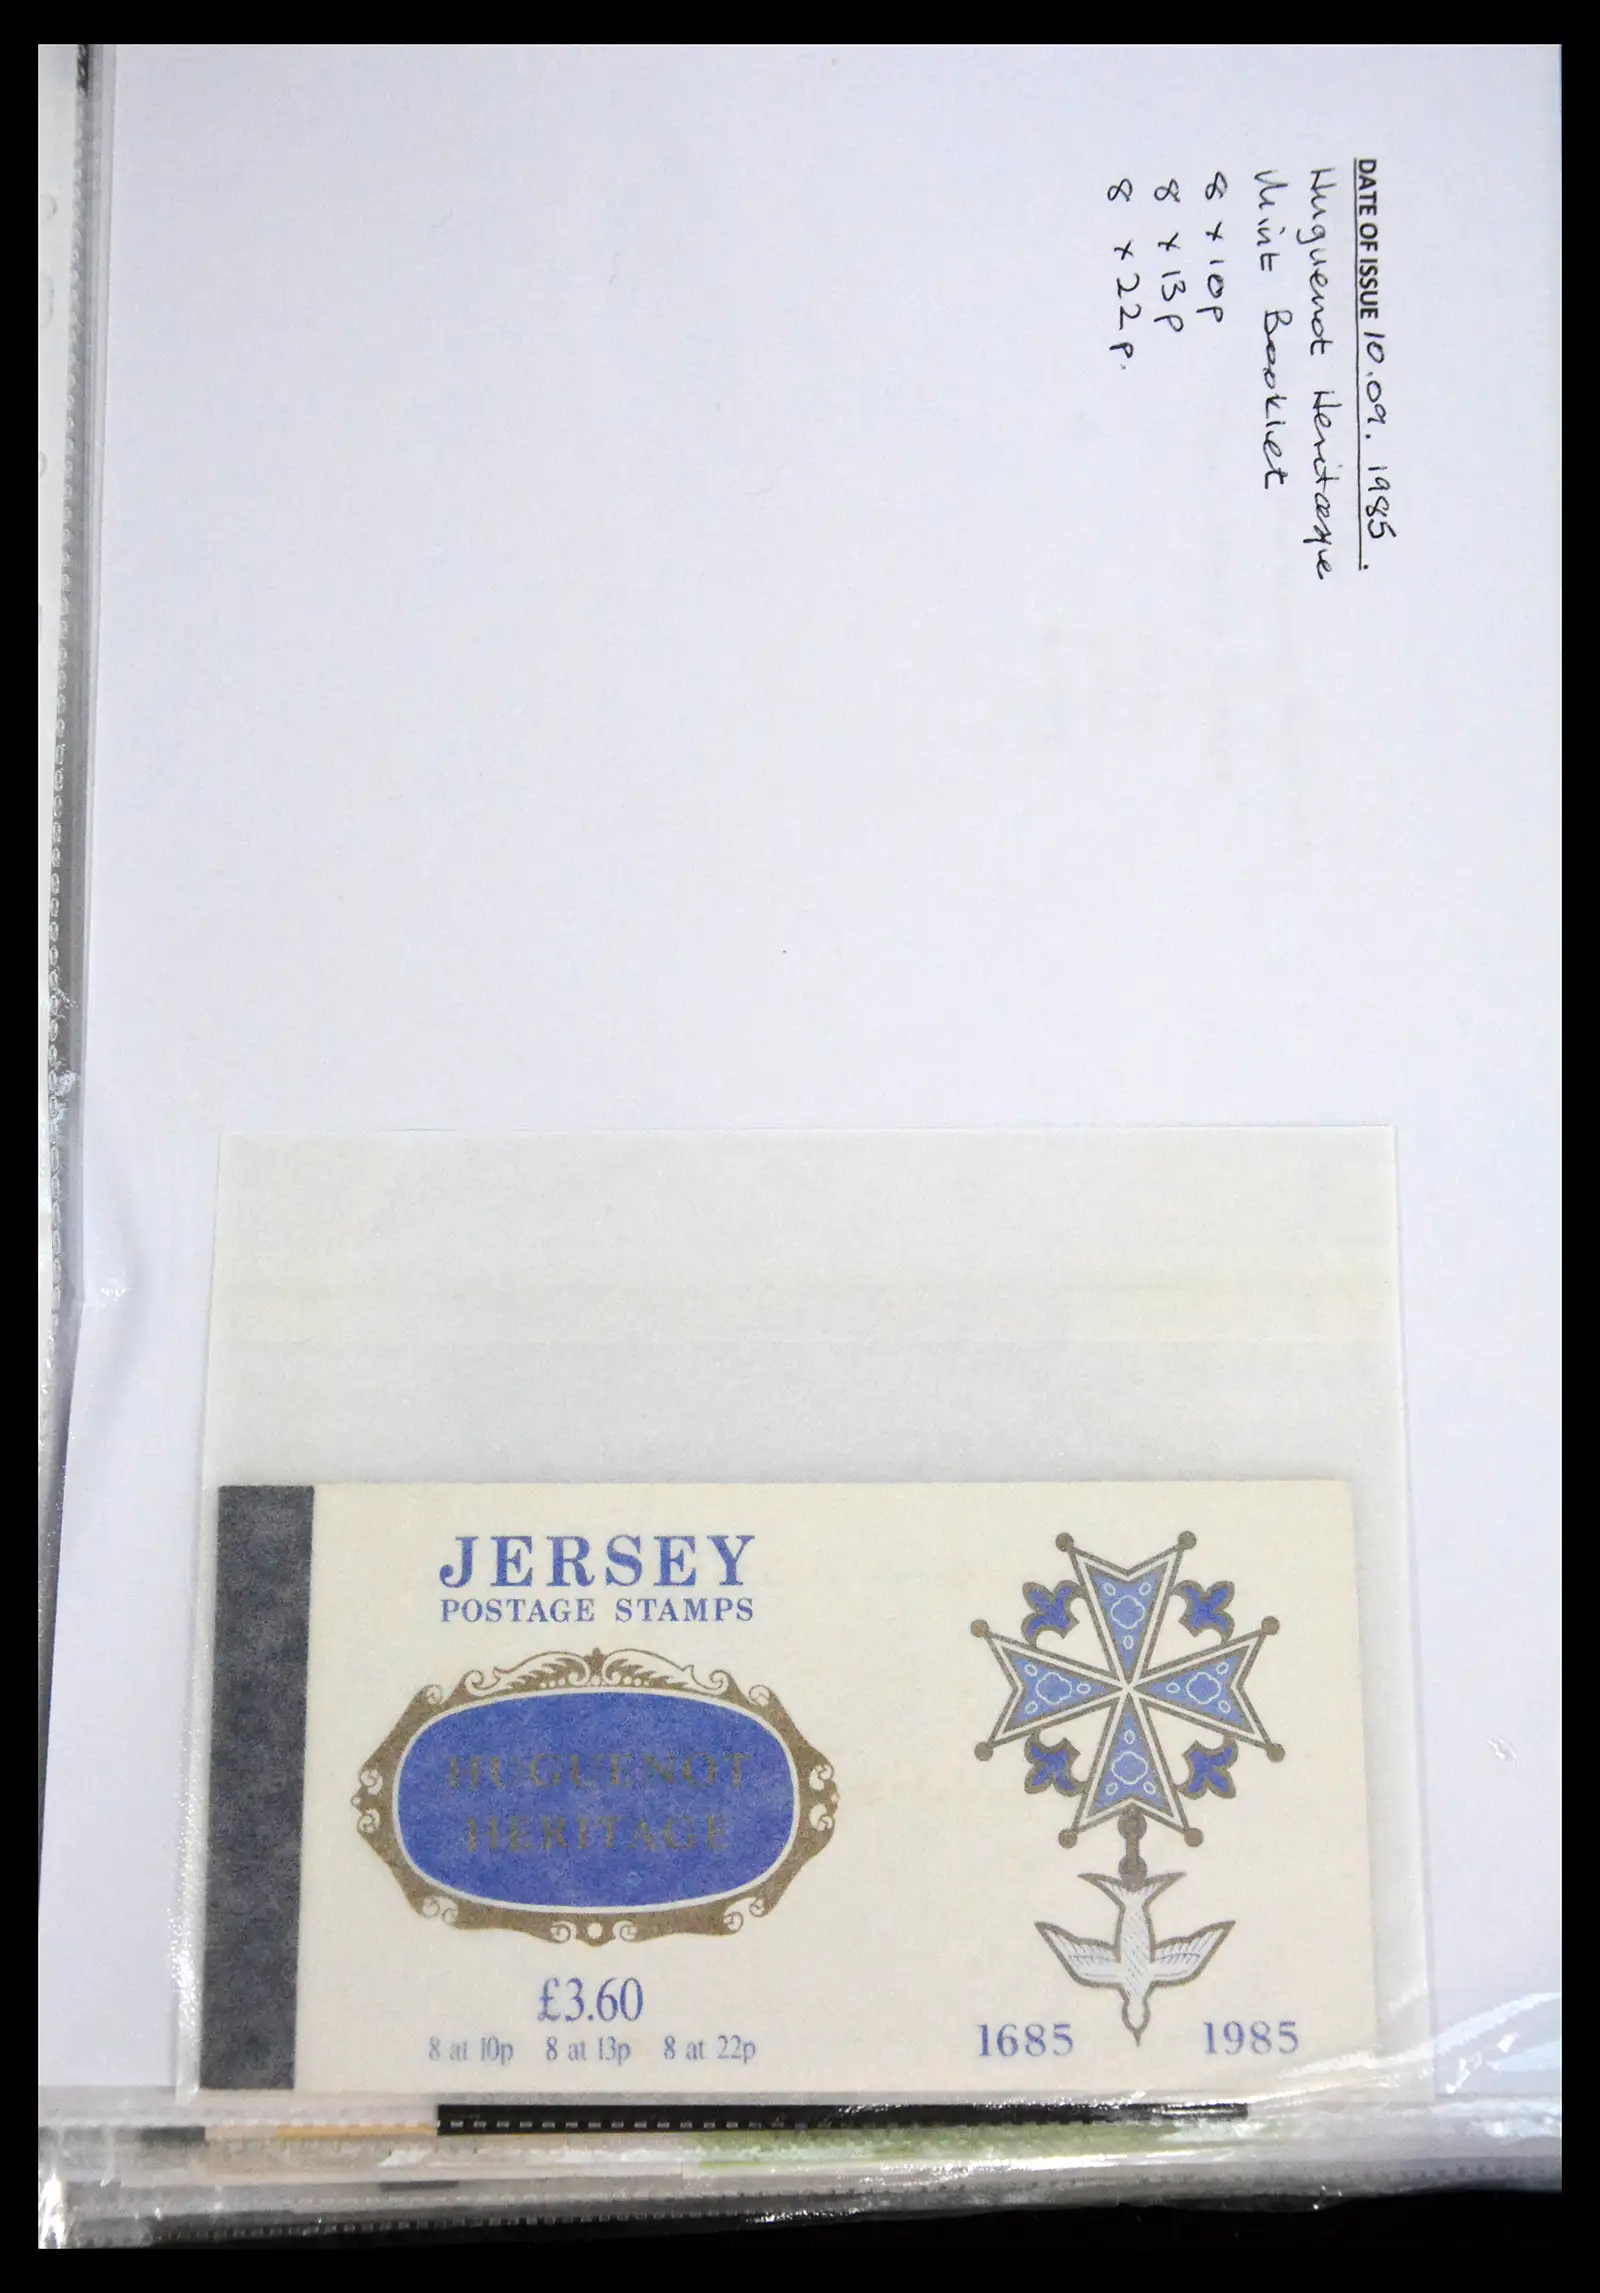 DATE OF ISSUE 10.09.1985.
Huguenot Heritage
Mint Booklet
8 x 10p
8 x 13p
8 x 22p.
JERSEY
POSTAGE STAMPS
HUGUENOT
HERITAGE
£3.60
8 at 10p 8 at 13p 8 at 22p
1685 1985